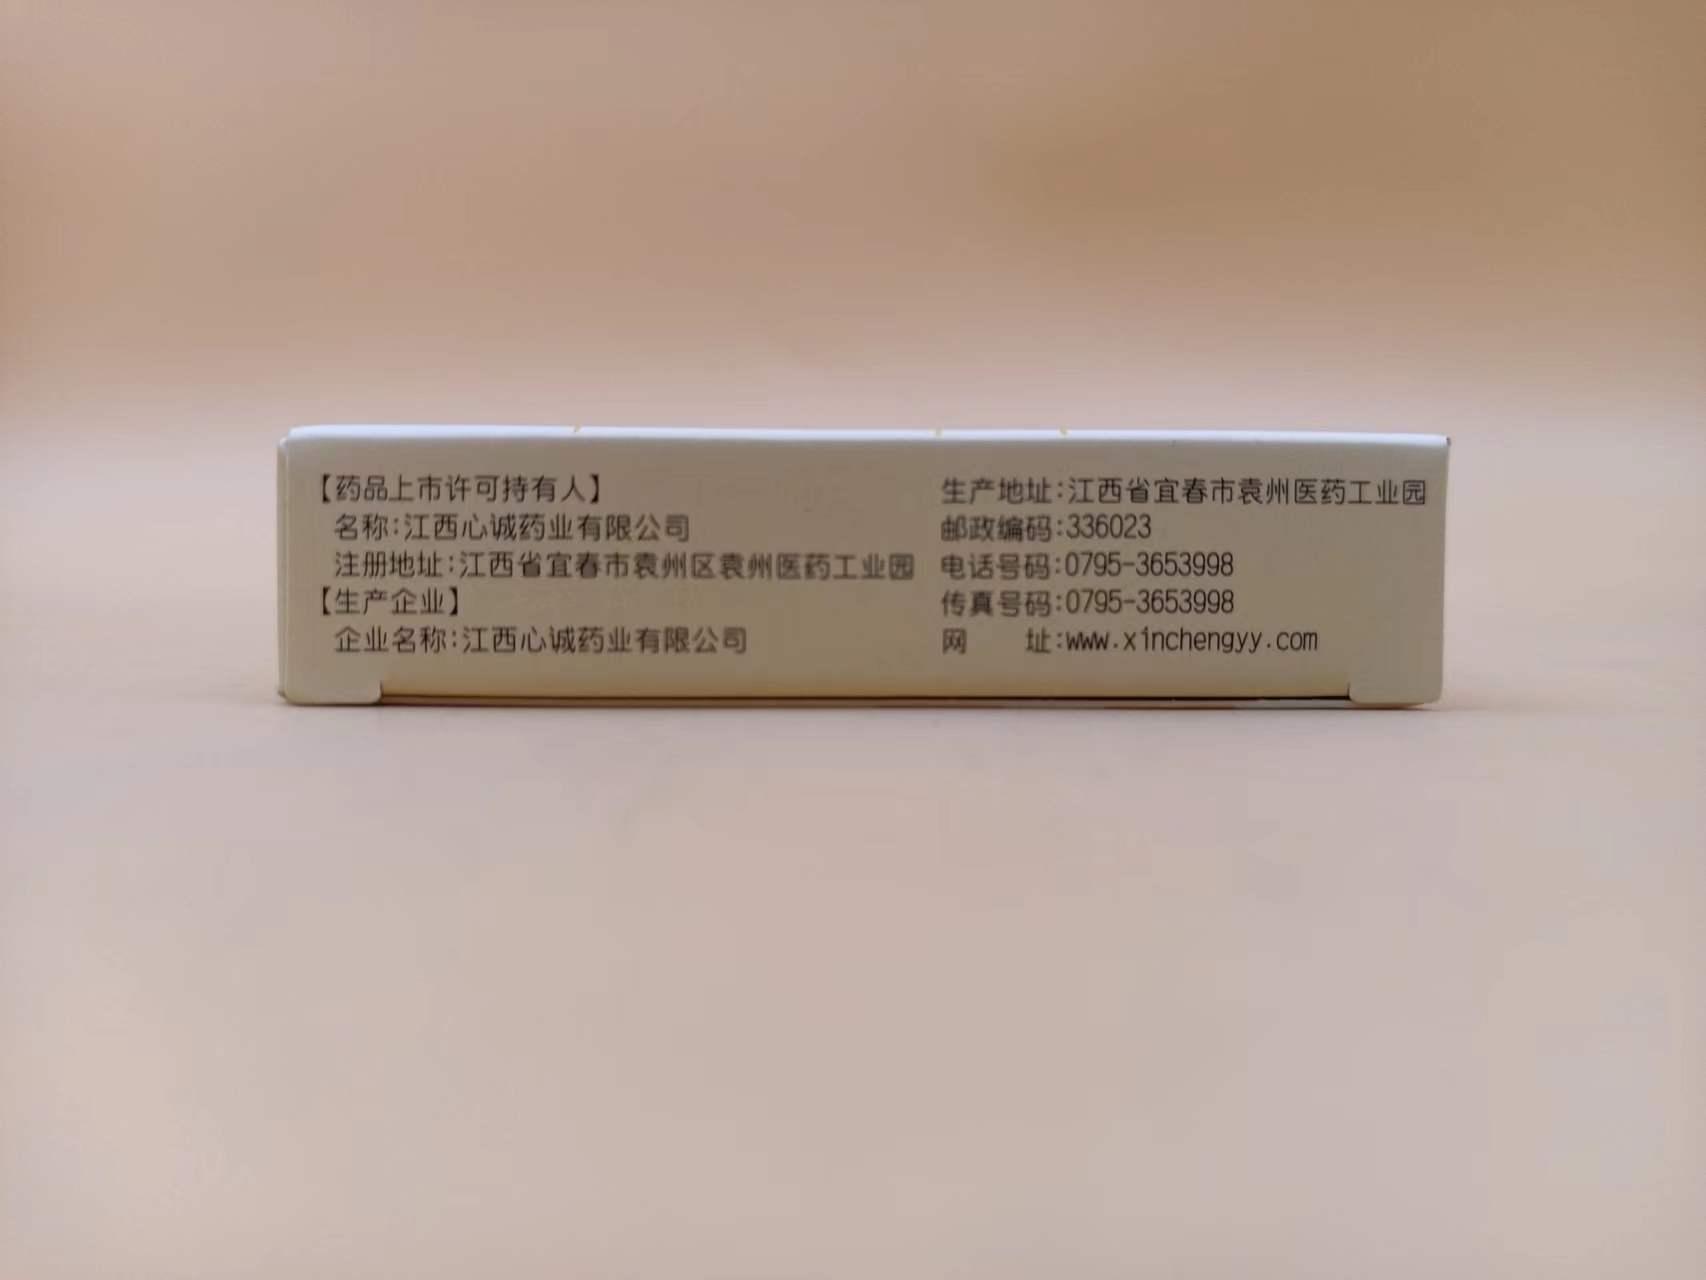 【药品上市许可持有人】
名称:江西心诚药业有限公司
注册地址:江西省宜春市袁州区袁州医药工业园
【生产企业】
企业名称:江西心诚药业有限公司
生产地址:江西省宜春市袁州医药工业园
邮政编码:336023
电话号码:0795-3653998
传真号码:0795-3653998
网　　址:www.xinchengyy.com